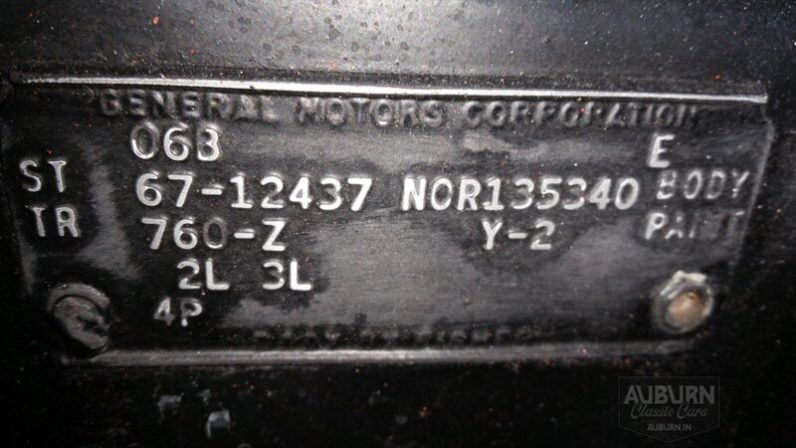 GENERAL MOTORS CORPORATION
06B E
ST 67-12437 NOR135340 BODY
TR 760-Z Y-2 PAINT
2L 3L
4P
AUBURN
Classic Cars
AUBURN.IN